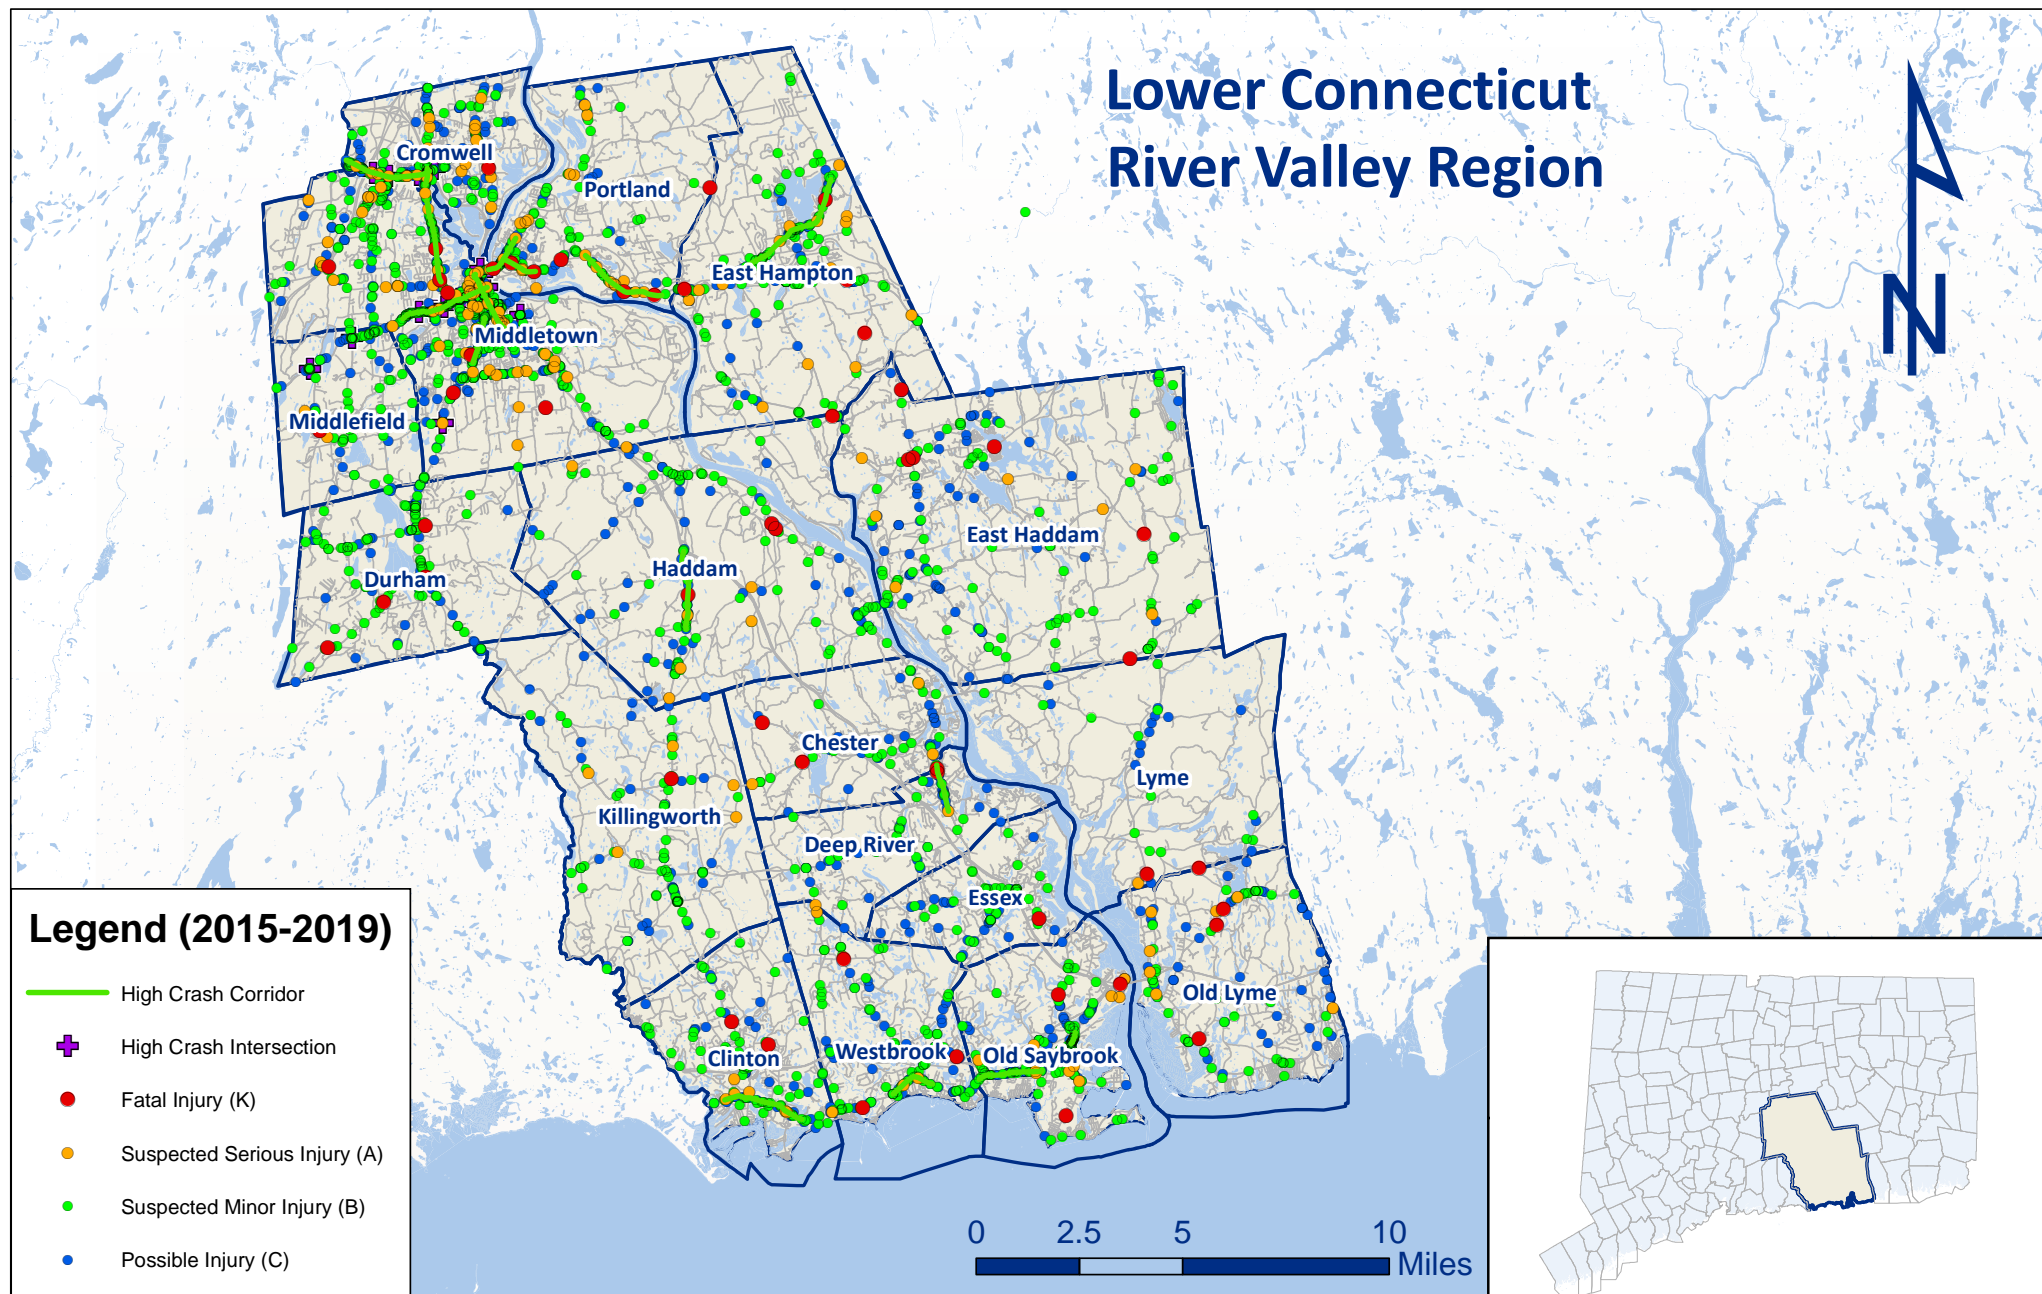 Lower Connecticut
River Valley Region
N
Cromwell
Portland
East Hampton
Middletown
Middlefield
East Haddam
Haddam
Durham
Chester
Lyme
Killingworth
Deep River
Essex
Old Lyme
Clinton
Westbrook
Old Saybrook
Legend (2015-2019)
High Crash Corridor
High Crash Intersection
Fatal Injury (K)
Suspected Serious Injury (A)
Suspected Minor Injury (B)
Possible Injury (C)
0 2.5 5 10
Miles